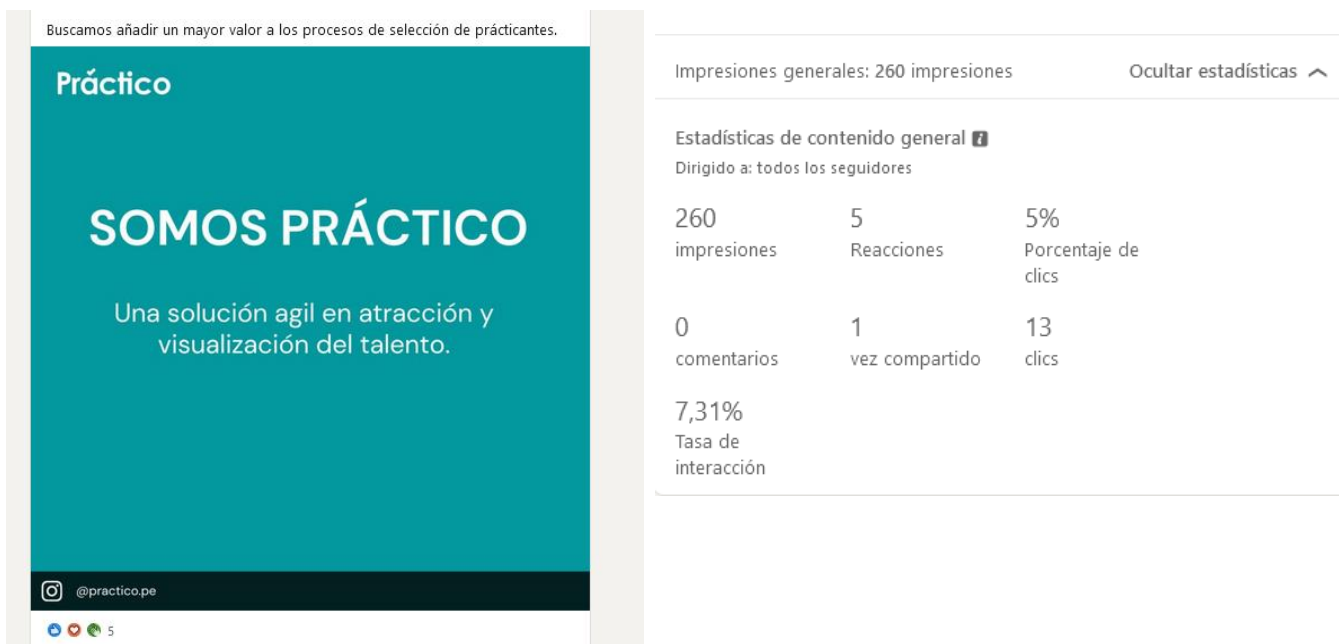 Buscamos añadir un mayor valor a los procesos de selección de prácticantes.
Práctico
SOMOS PRÁCTICO
Una solución agil en atracción y
visualización del talento.
@practico.pe
5
Impresiones generales: 260 impresiones
Ocultar estadísticas
Estadísticas de contenido general
Dirigido a: todos los seguidores
260
impresiones
5
Reacciones
5%
Porcentaje de
clics
0
comentarios
1
vez compartido
13
clics
7,31%
Tasa de
interacción